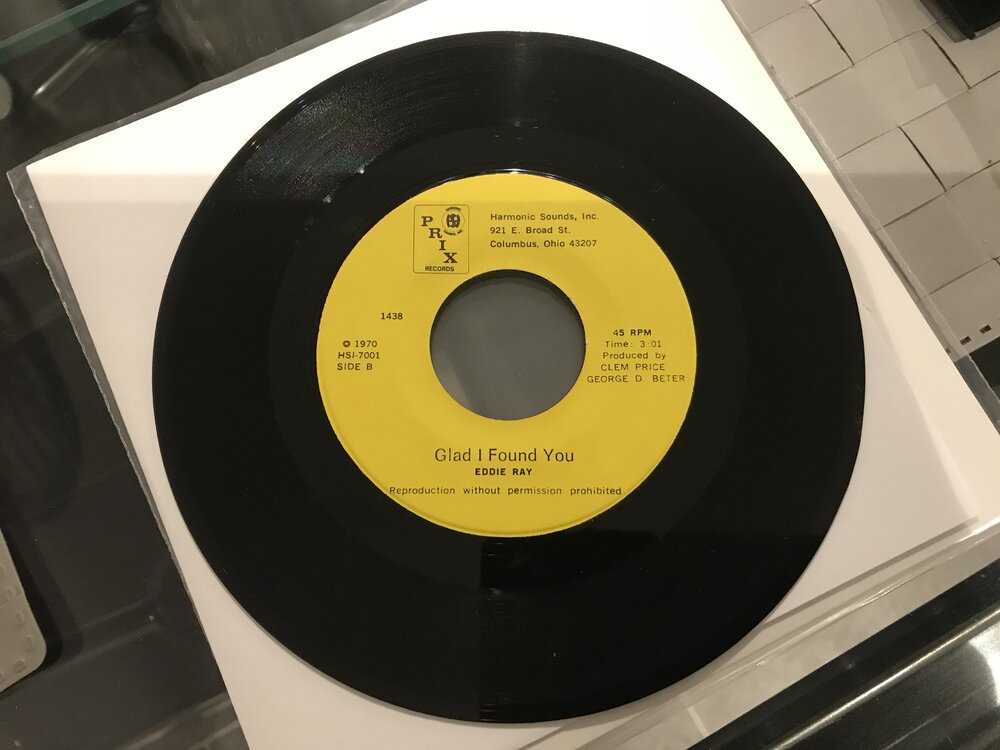 PRIX
RECORDS
Harmonic Sounds, Inc.
921 E. Broad St.
Columbus, Ohio 43207
1438
© 1970
HSI-7001
SIDE B
45 RPM
Time: 3:01
Produced by
CLEM PRICE
GEORGE D. BETER
Glad I Found You
EDDIE RAY
Reproduction without permission prohibited